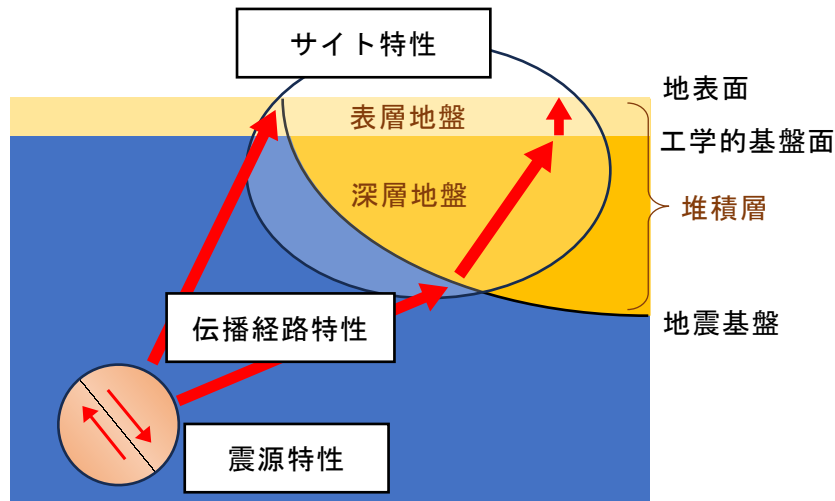 サイト特性
地表面
表層地盤
工学的基盤面
深層地盤
堆積層
伝播経路特性
地震基盤
震源特性